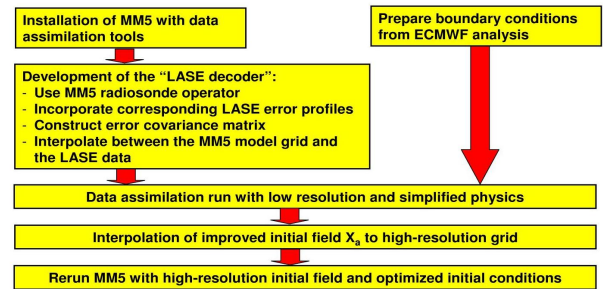 Installation of MM5 with data
assimilation tools
Prepare boundary conditions
from ECMWF analysis
Development of the “LASE decoder”:
- Use MM5 radiosonde operator
- Incorporate corresponding LASE error profiles
- Construct error covariance matrix
- Interpolate between the MM5 model grid and
the LASE data
Data assimilation run with low resolution and simplified physics
Interpolation of improved initial field Xa to high-resolution grid
Rerun MM5 with high-resolution initial field and optimized initial conditions